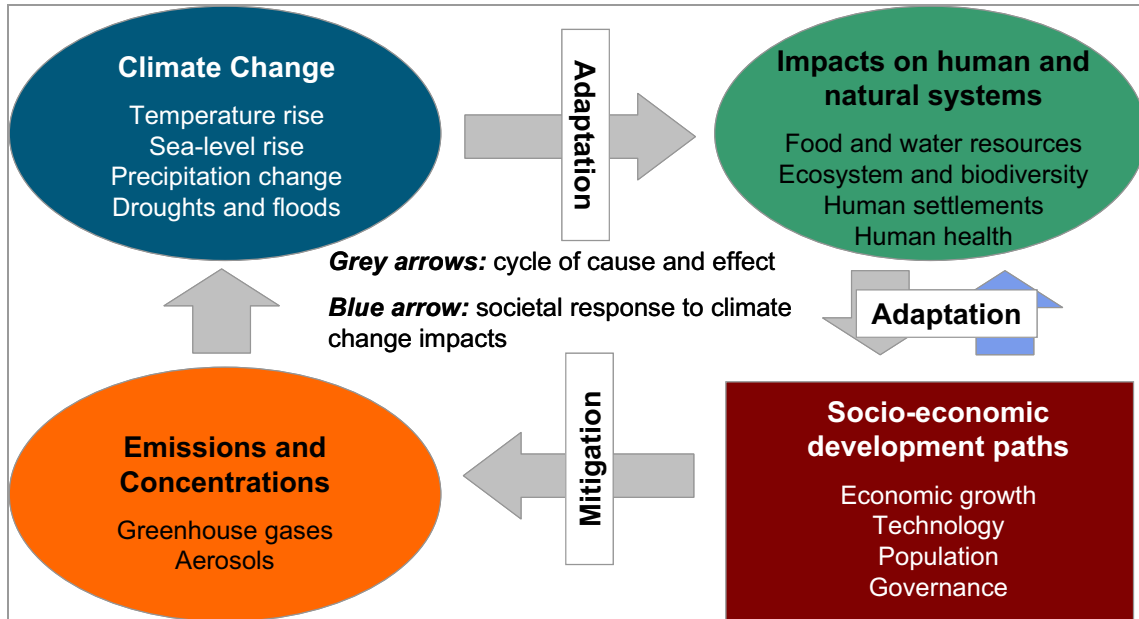 Climate Change
Temperature rise
Sea-level rise
Precipitation change
Droughts and floods
Adaptation
Impacts on human and
natural systems
Food and water resources
Ecosystem and biodiversity
Human settlements
Human health
Grey arrows: cycle of cause and effect
Blue arrow: societal response to climate
change impacts
Adaptation
Emissions and
Concentrations
Greenhouse gases
Aerosols
Mitigation
Socio-economic
development paths
Economic growth
Technology
Population
Governance